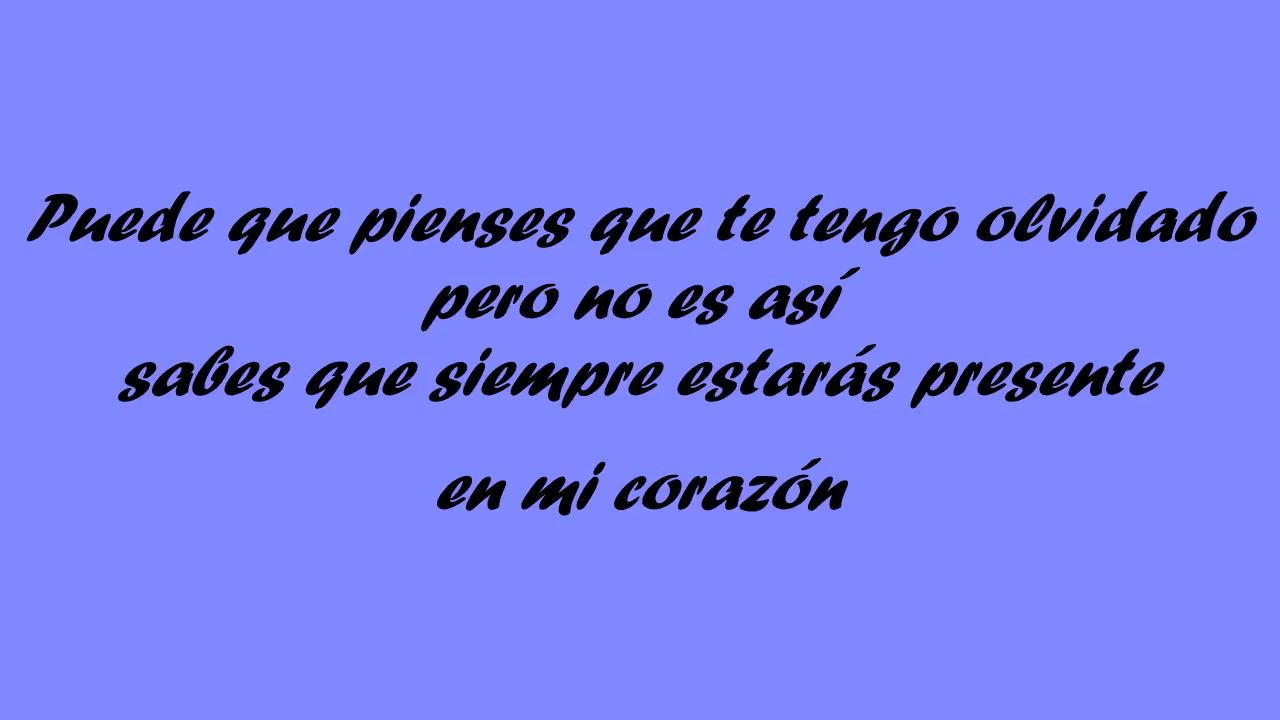 Puede que pienses que te tengo olvidado
pero no es así
sabes que siempre estarás presente
en mi corazón